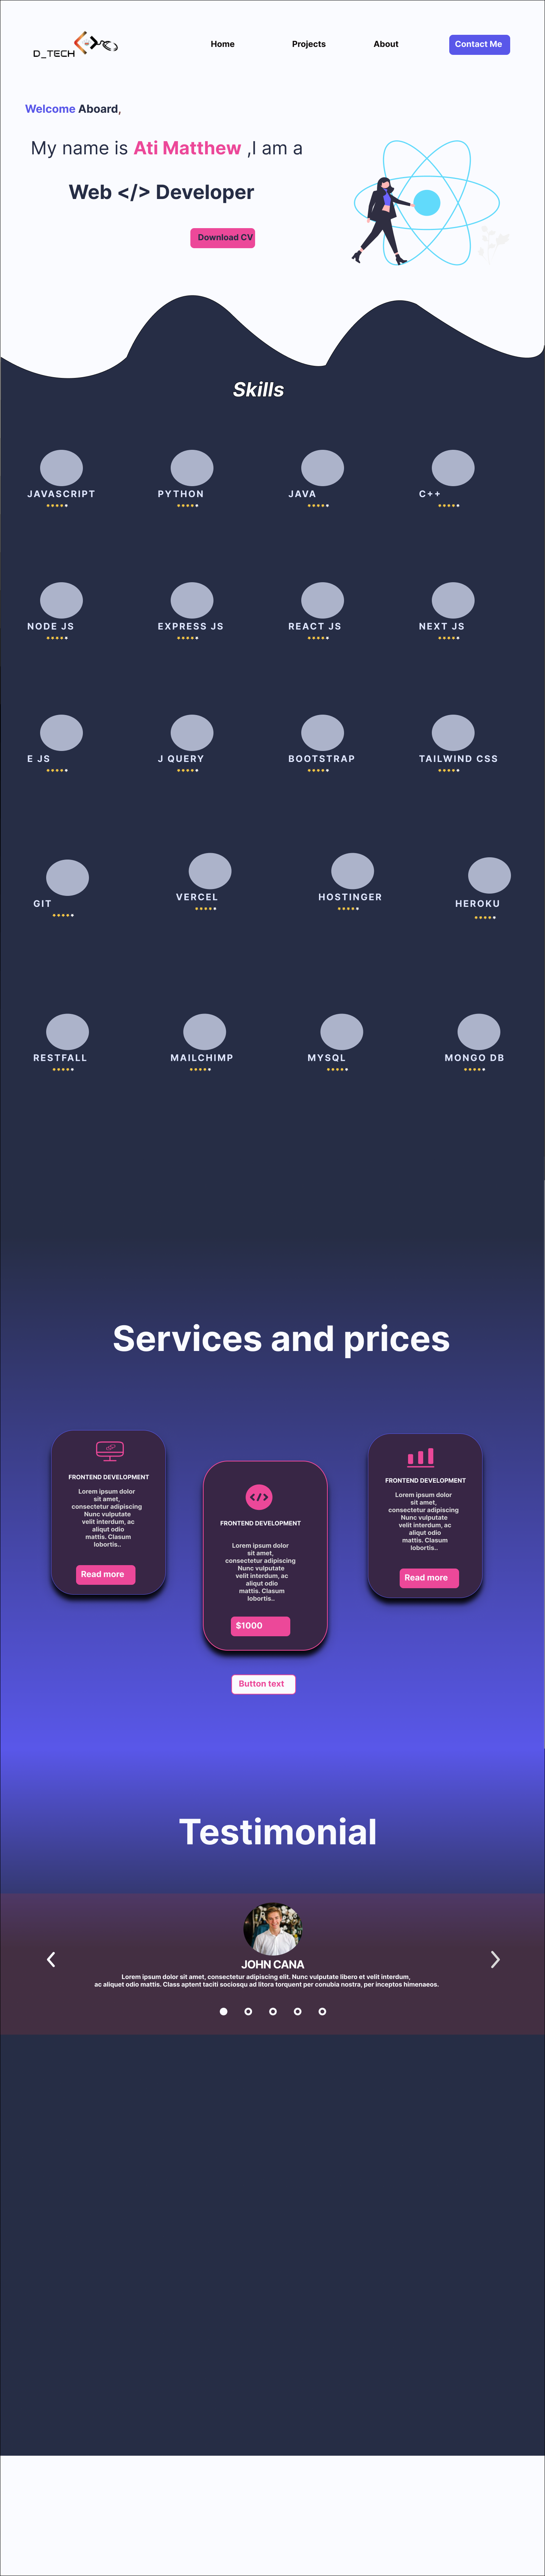 D_TECH
Home
Projects
About
Contact Me
Welcome Aboard,
My name is Ati Matthew ,I am a
Web </> Developer
Download CV
Skills
JAVASCRIPT
PYTHON
JAVA
C++
NODE JS
EXPRESS JS
REACT JS
NEXT JS
E JS
J QUERY
BOOTSTRAP
TAILWIND CSS
GIT
VERCEL
HOSTINGER
HEROKU
RESTFALL
MAILCHIMP
MYSQL
MONGO DB
Services and prices
FRONTEND DEVELOPMENT
Lorem ipsum dolor
sit amet,
consectetur adipiscing
Nunc vulputate
velit interdum, ac
aliqut odio
mattis. Clasum
lobortis..
Read more
FRONTEND DEVELOPMENT
Lorem ipsum dolor
sit amet,
consectetur adipiscing
Nunc vulputate
velit interdum, ac
aliqut odio
mattis. Clasum
lobortis..
$1000
FRONTEND DEVELOPMENT
Lorem ipsum dolor
sit amet,
consectetur adipiscing
Nunc vulputate
velit interdum, ac
aliqut odio
mattis. Clasum
lobortis..
Read more
Button text
Testimonial
JOHN CANA
Lorem ipsum dolor sit amet, consectetur adipiscing elit. Nunc vulputate libero et velit interdum,
ac aliquet odio mattis. Class aptent taciti sociosqu ad litora torquent per conubia nostra, per inceptos himenaeos.